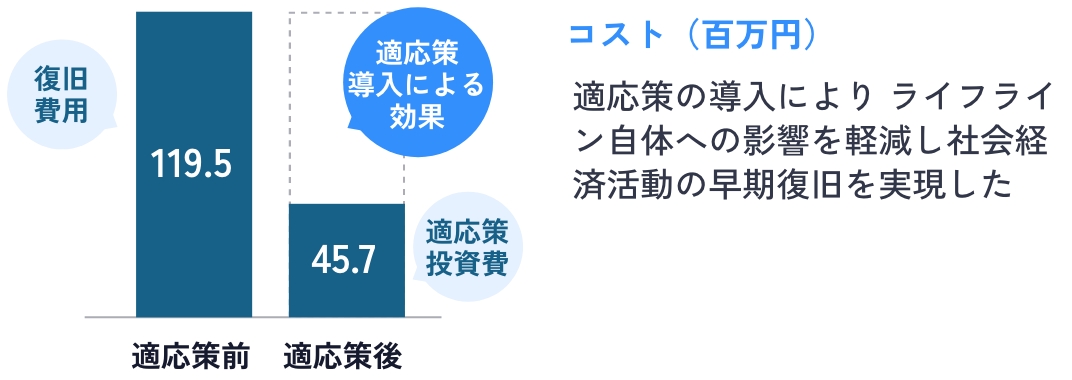 復旧
費用
119.5
適応策
導入による
効果
45.7
適応策
投資費
適応策前
適応策後
コスト（百万円）
適応策の導入により ライフライ
ン自体への影響を軽減し社会経
済活動の早期復旧を実現した